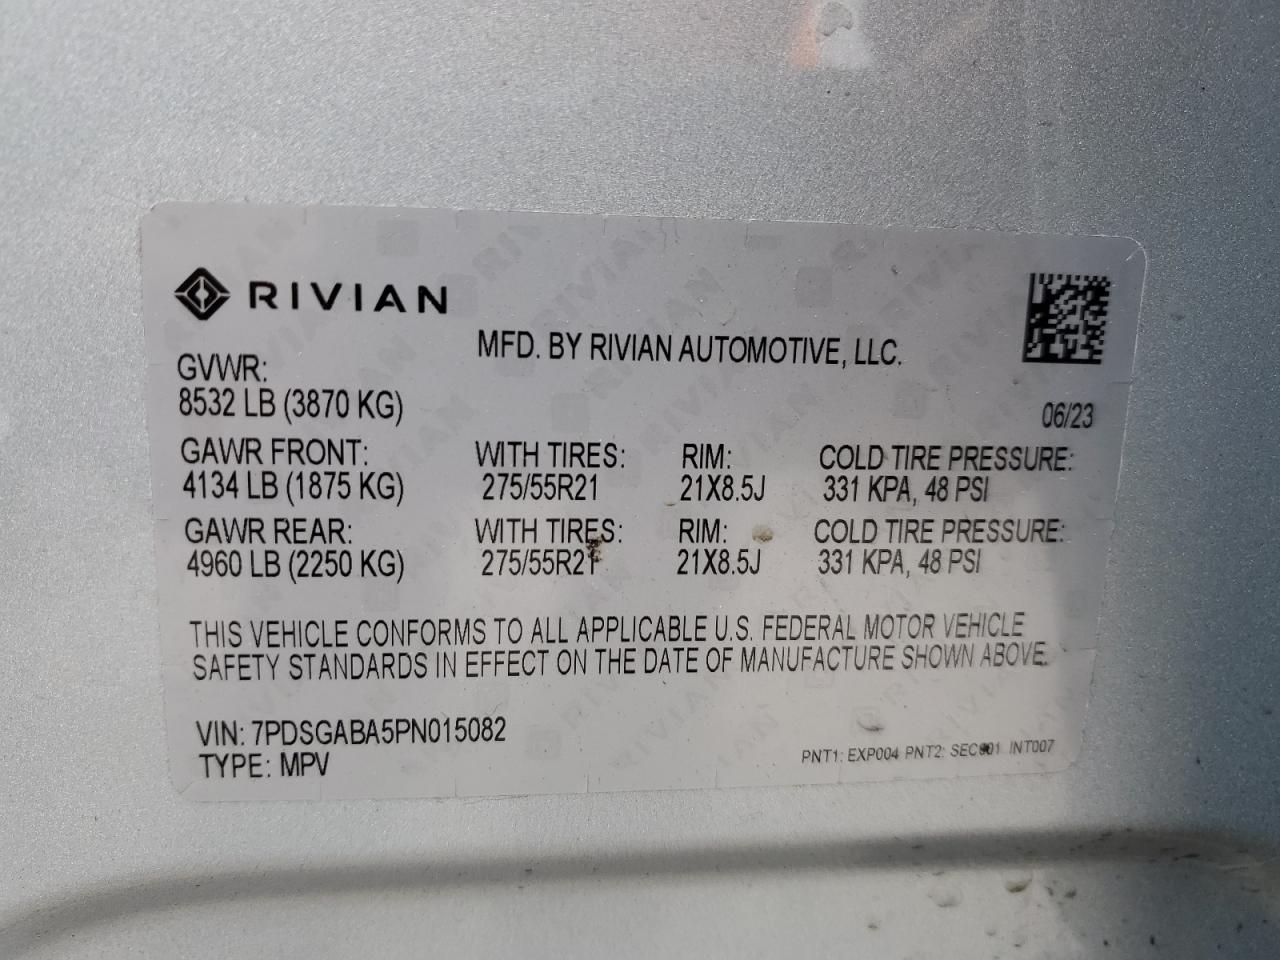 RIVIAN
MFD. BY RIVIAN AUTOMOTIVE, LLC.
GVWR:
8532 LB (3870 KG)
06/23
GAWR FRONT: WITH TIRES: RIM: COLD TIRE PRESSURE:
4134 LB (1875 KG) 275/55R21 21X8.5J 331 KPA, 48 PSI
GAWR REAR: WITH TIRES: RIM: COLD TIRE PRESSURE:
4960 LB (2250 KG) 275/55R21 21X8.5J 331 KPA, 48 PSI
THIS VEHICLE CONFORMS TO ALL APPLICABLE U.S. FEDERAL MOTOR VEHICLE
SAFETY STANDARDS IN EFFECT ON THE DATE OF MANUFACTURE SHOWN ABOVE.
VIN: 7PDSGABA5PN015082
TYPE: MPV
PNT1: EXP004 PNT2: SEC001 INT007